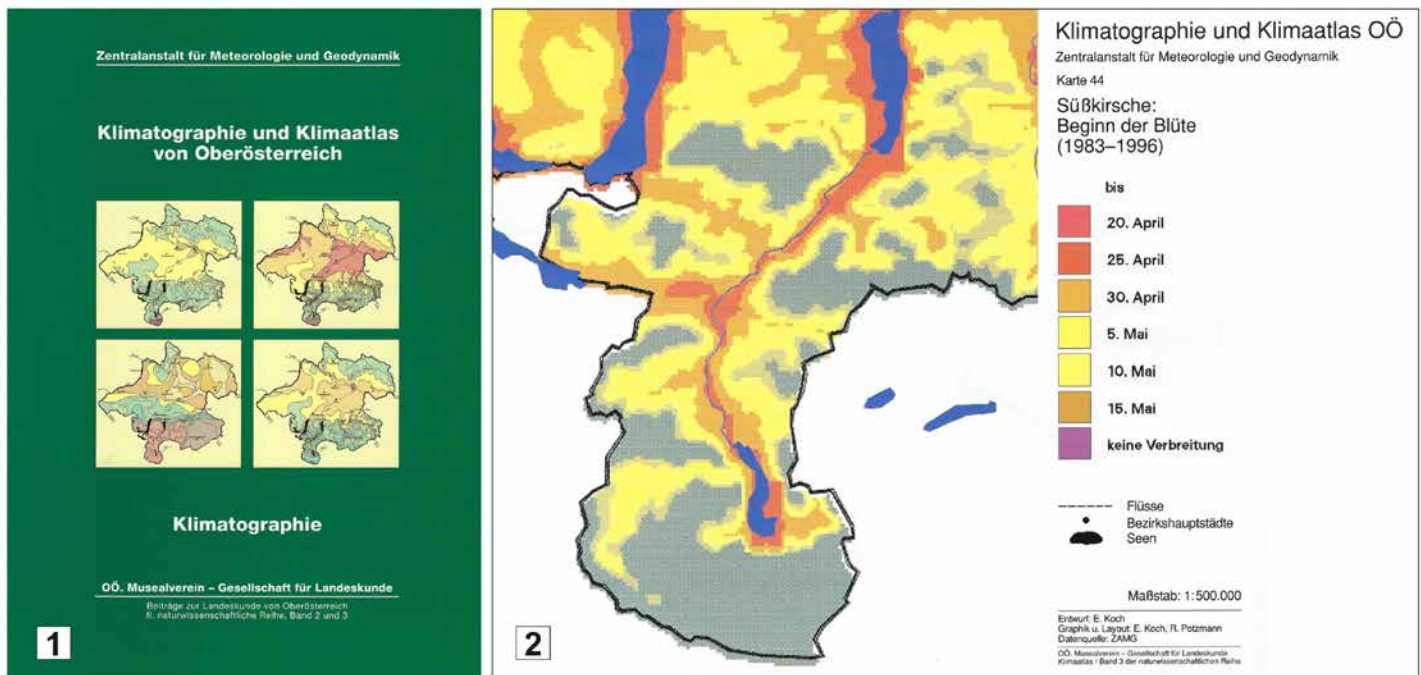 Zentralanstalt für Meteorologie und Geodynamik
Klimatographie und Klimaatlas
von Oberösterreich
Klimatographie
OÖ. Musealverein – Gesellschaft für Landeskunde
Beiträge zur Landeskunde von Oberösterreich
II. naturwissenschaftliche Reihe, Band 2 und 3
1
Klimatographie und Klimaatlas OÖ
Zentralanstalt für Meteorologie und Geodynamik
Karte 44
Süßkirsche:
Beginn der Blüte
(1983–1996)
bis
20. April
25. April
30. April
5. Mai
10. Mai
15. Mai
keine Verbreitung
Flüsse
Bezirkshauptstädte
Seen
Maßstab: 1:500.000
Entwurf: E. Koch
Graphik u. Layout: E. Koch, R. Potzmann
Datenquelle: ZAMG
OÖ. Musealverein – Gesellschaft für Landeskunde
Klimaatlas / Band 3 der naturwissenschaftlichen Reihe
2